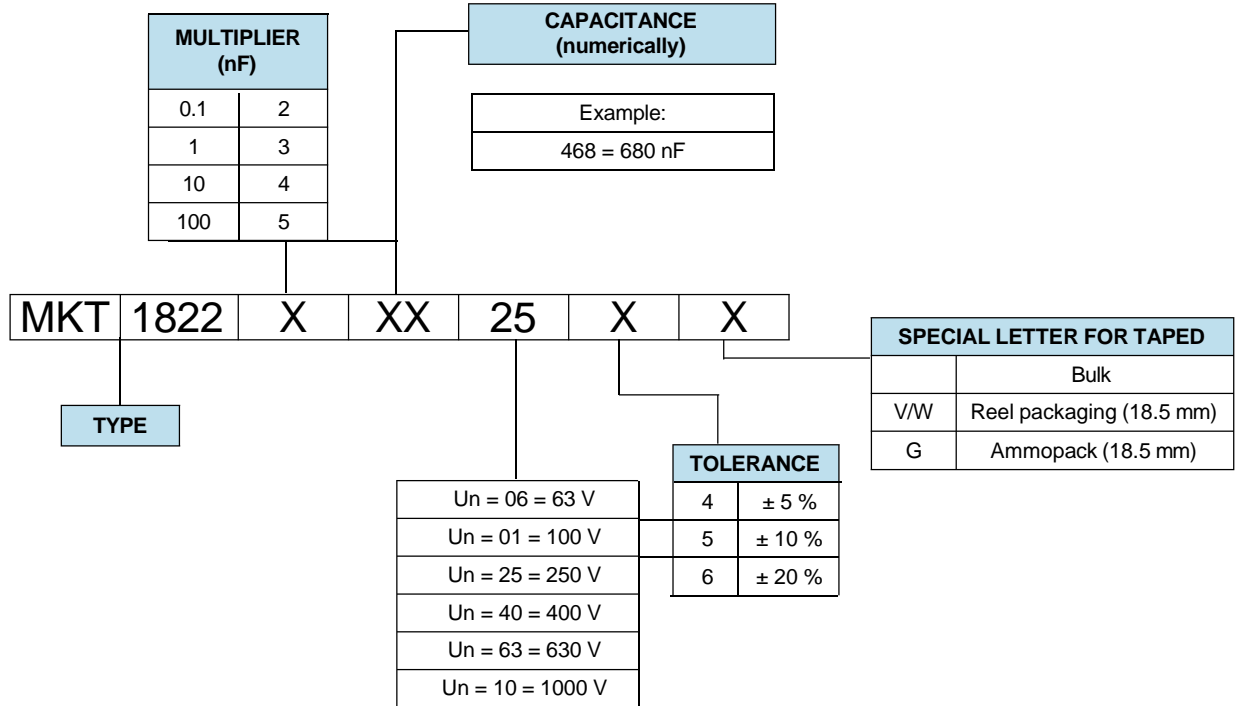 MULTIPLIER
(nF)
0.1 2
1 3
10 4
100 5
CAPACITANCE
(numerically)
Example:
468 = 680 nF
MKT 1822 X XX 25 X X
TYPE
SPECIAL LETTER FOR TAPED
Bulk
V/W Reel packaging (18.5 mm)
G Ammopack (18.5 mm)
TOLERANCE
4 ± 5 %
5 ± 10 %
6 ± 20 %
Un = 06 = 63 V
Un = 01 = 100 V
Un = 25 = 250 V
Un = 40 = 400 V
Un = 63 = 630 V
Un = 10 = 1000 V